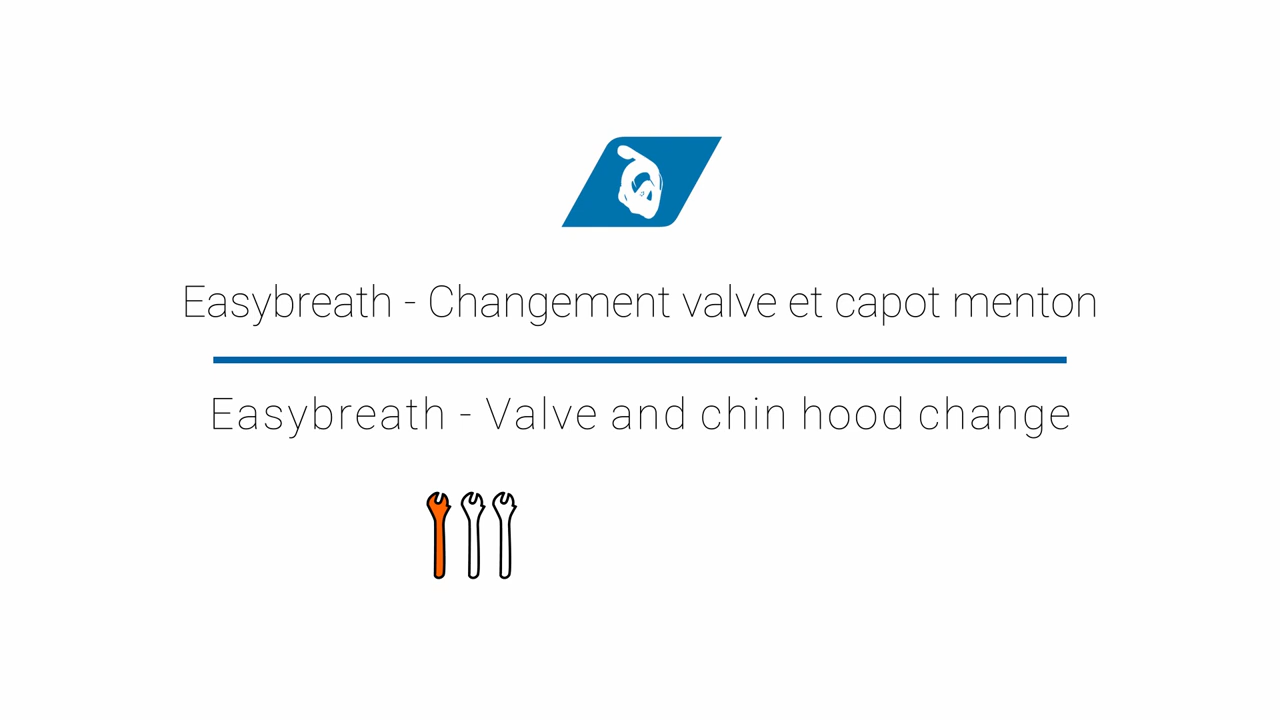 Easybreath - Changement valve et capot menton
Easybreath - Valve and chin hood change